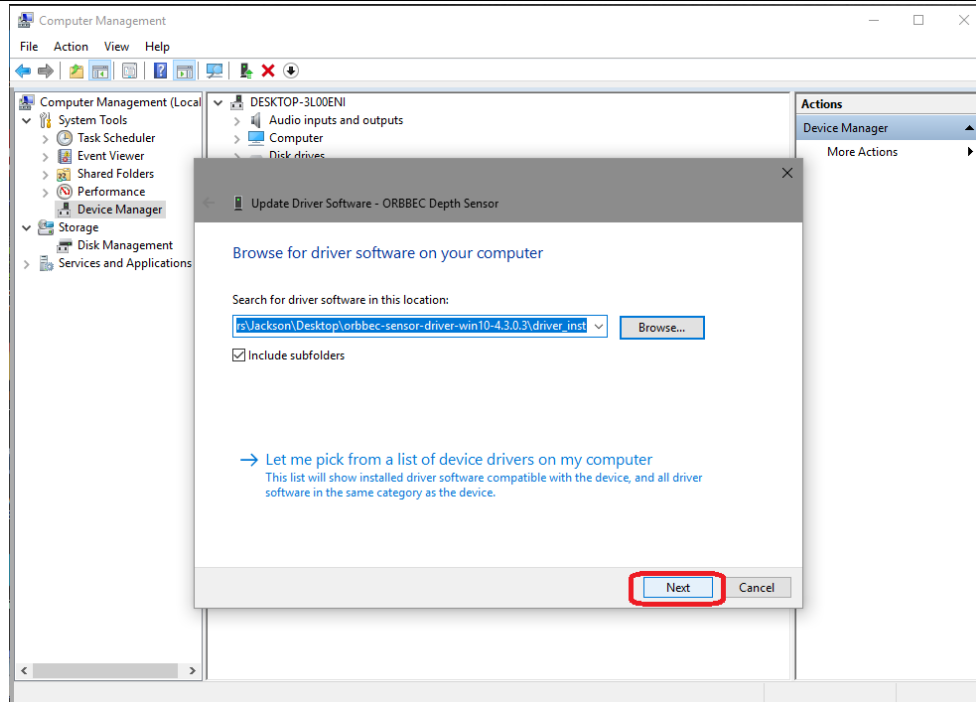 Computer Management
File Action View Help
Computer Management (Local
System Tools
Task Scheduler
Event Viewer
Shared Folders
Performance
Device Manager
Storage
Disk Management
Services and Applications
DESKTOP-3L00ENI
Audio inputs and outputs
Computer
Disk drives
Actions
Device Manager
More Actions
Update Driver Software - ORBBEC Depth Sensor
Browse for driver software on your computer
Search for driver software in this location:
rs\Jackson\Desktop\orbbec-sensor-driver-win10-4.3.0.3\driver_inst
Browse...
Include subfolders
Let me pick from a list of device drivers on my computer
This list will show installed driver software compatible with the device, and all driver
software in the same category as the device.
Next
Cancel